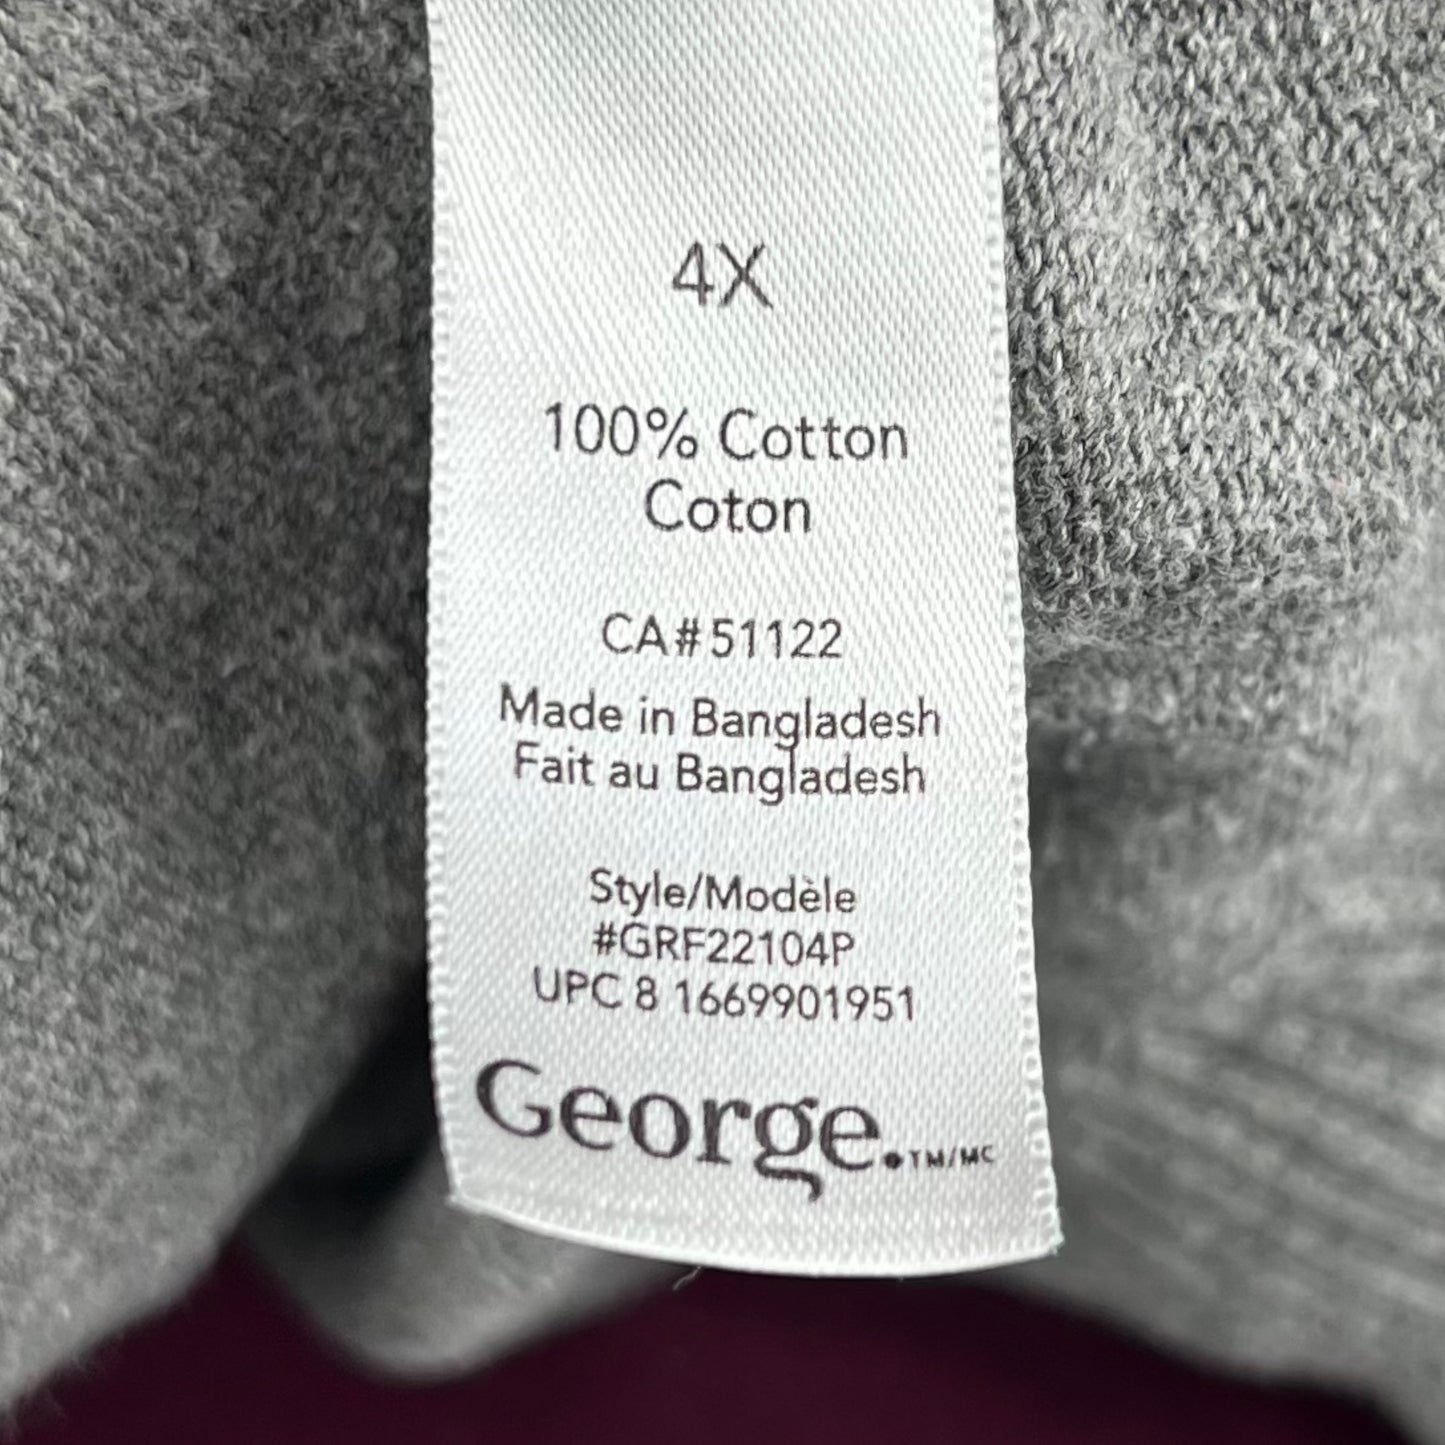 4X
100% Cotton
Coton
CA#51122
Made in Bangladesh
Fait au Bangladesh
Style/Modèle
#GRF22104P
UPC 8 1669901951
George.TM/MC